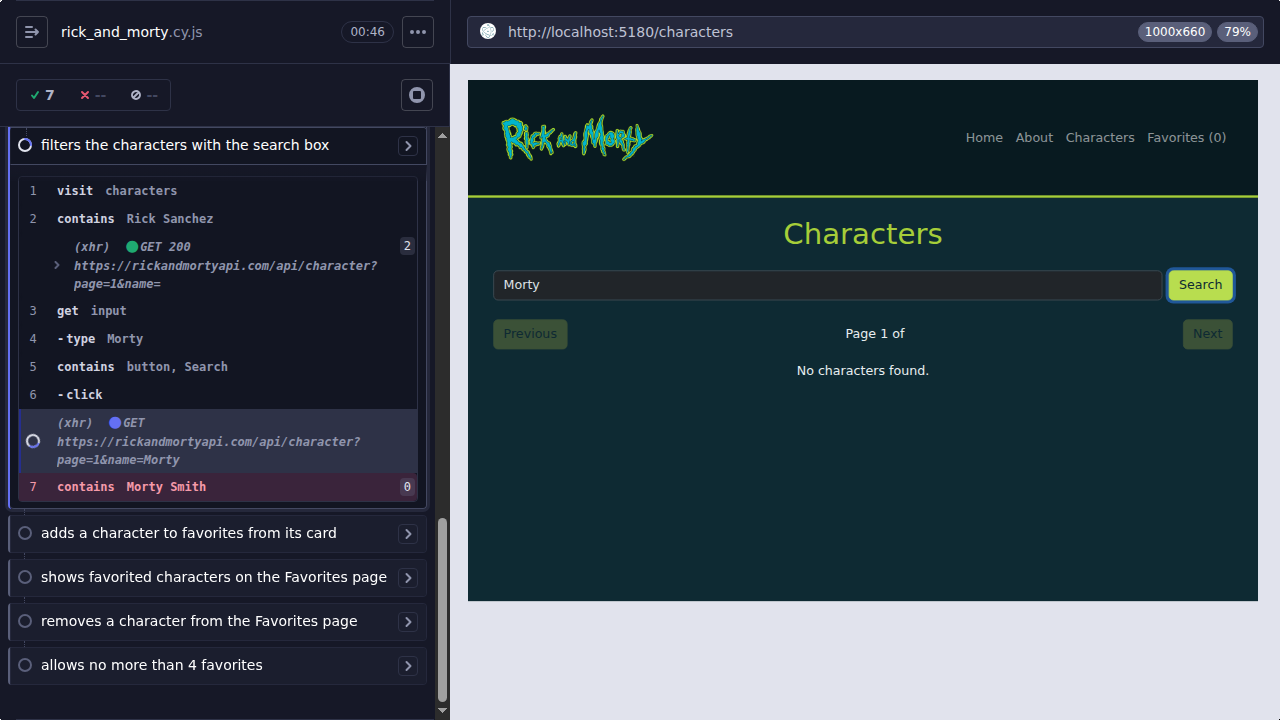 rick_and_morty.cy.js
00:46
7
--
--
filters the characters with the search box
1 visit characters
2 contains Rick Sanchez
(xhr) GET 200 2
https://rickandmortyapi.com/api/character?
page=1&name=
3 get input
4 -type Morty
5 contains button, Search
6 -click
(xhr) GET
https://rickandmortyapi.com/api/character?
page=1&name=Morty
7 contains Morty Smith 0
adds a character to favorites from its card
shows favorited characters on the Favorites page
removes a character from the Favorites page
allows no more than 4 favorites
http://localhost:5180/characters
1000x660
79%
Rick and Morty
Home About Characters Favorites (0)
Characters
Morty
Search
Previous
Page 1 of
Next
No characters found.